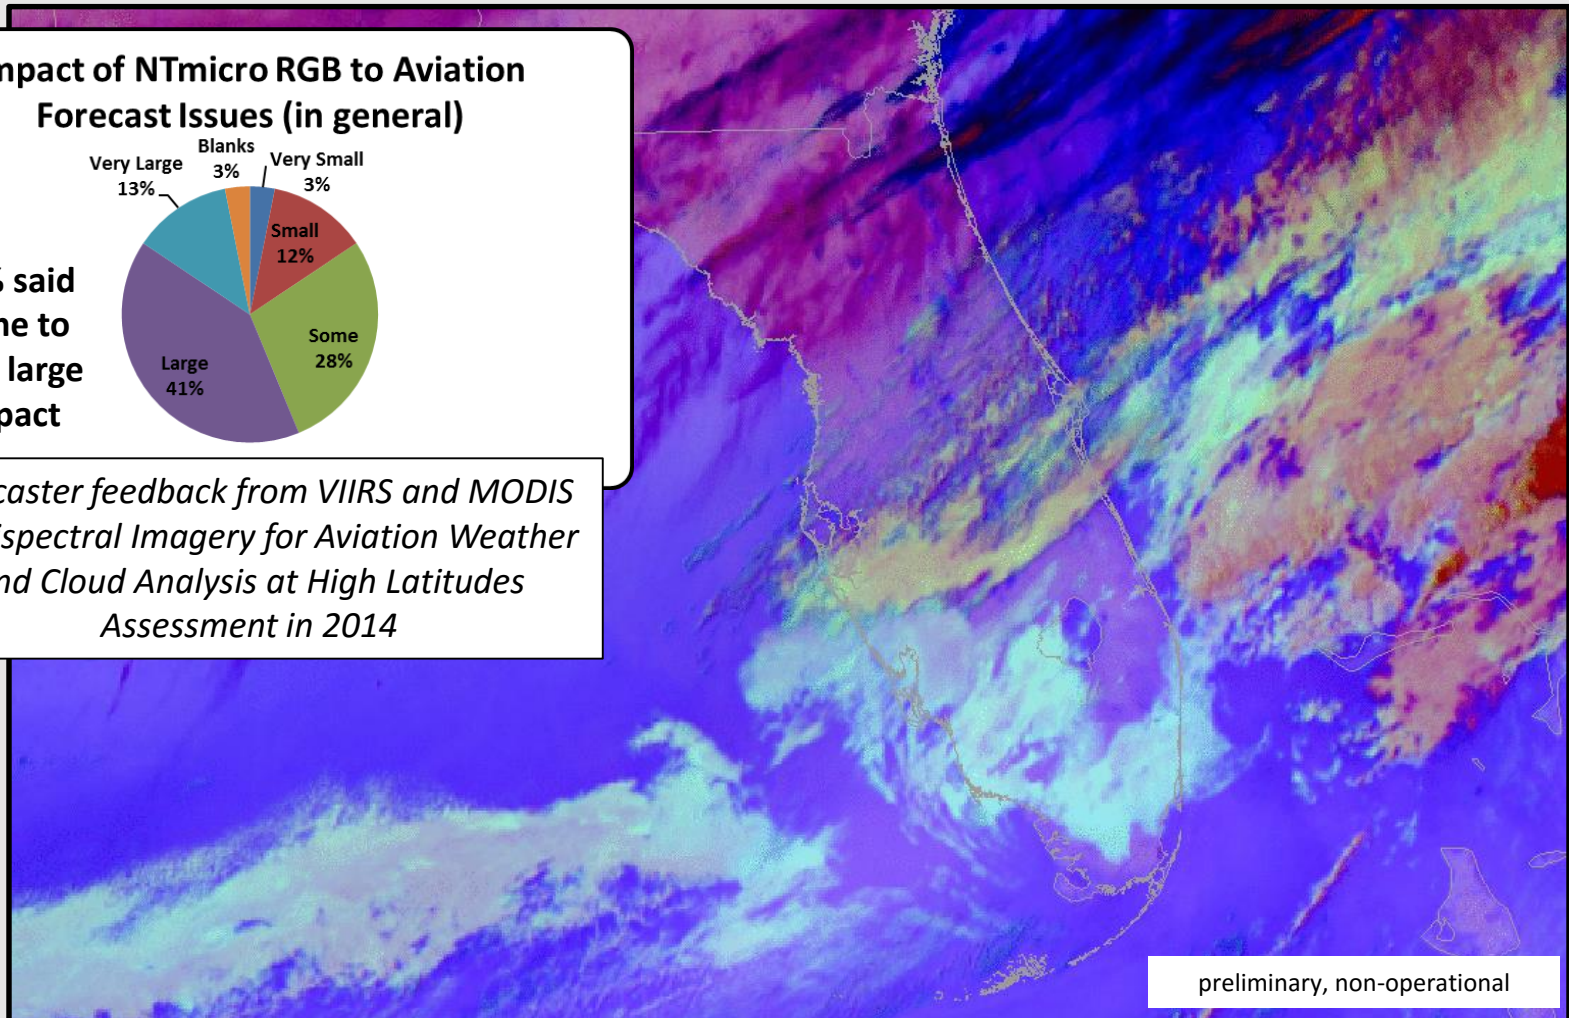 mpact of NTmicro RGB to Aviation
Forecast Issues (in general)
Blanks
3%
Very Small
3%
Very Large
13%
Small
12%
Some
28%
Large
41%
% said
ne to
large
pact
caster feedback from VIIRS and MODIS
ispectral Imagery for Aviation Weather
nd Cloud Analysis at High Latitudes
Assessment in 2014
preliminary, non-operational